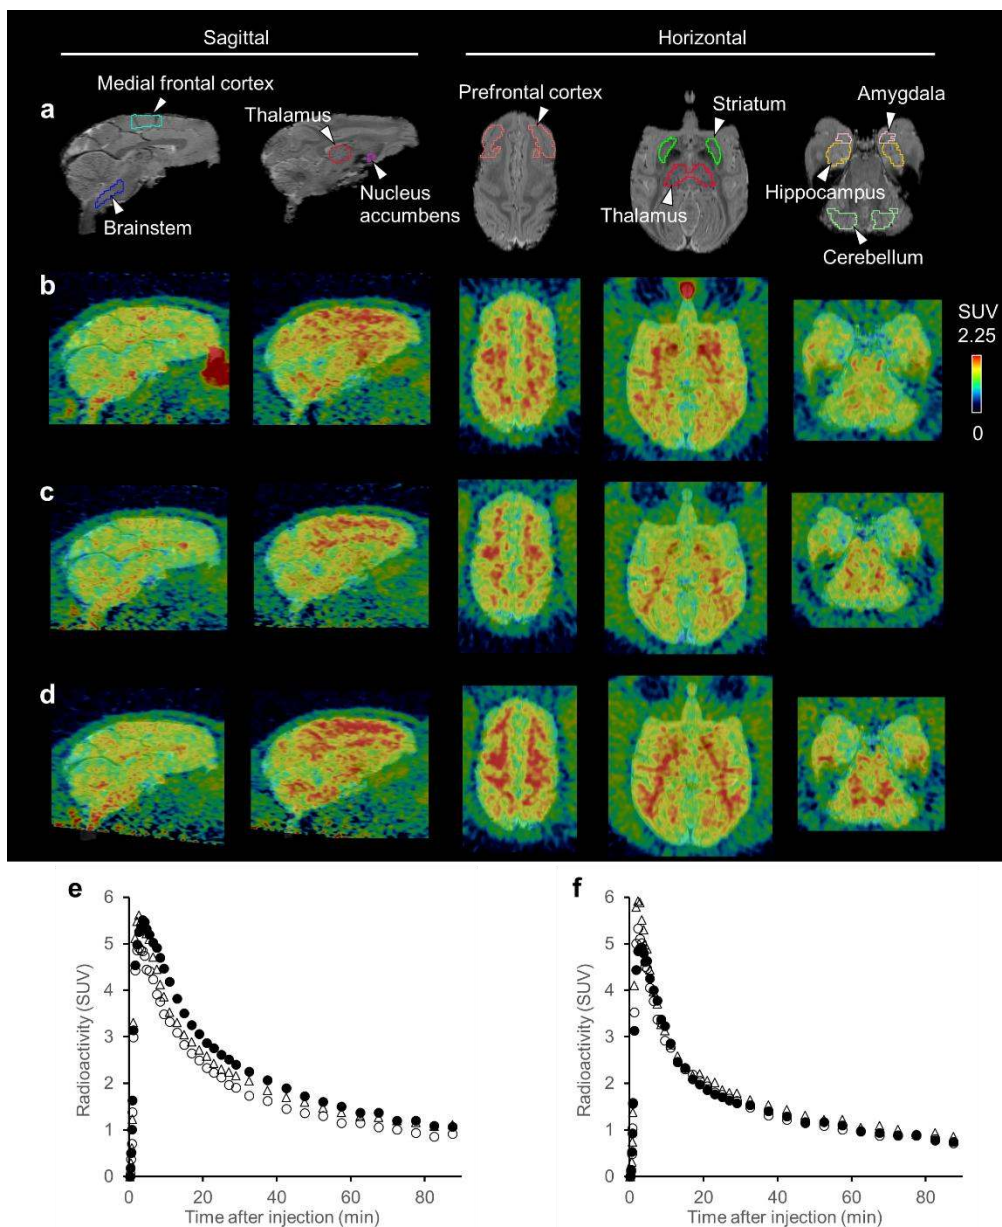 Sagittal
Horizontal
a
Medial frontal cortex
Thalamus
Nucleus
accumbens
Brainstem
Prefrontal cortex
Striatum
Thalamus
Amygdala
Hippocampus
Cerebellum
b
SUV
2.25
0
c
d
e
6
5
4
3
2
1
0
Radioactivity (SUV)
0 20 40 60 80
Time after injection (min)
f
6
5
4
3
2
1
0
Radioactivity (SUV)
0 20 40 60 80
Time after injection (min)